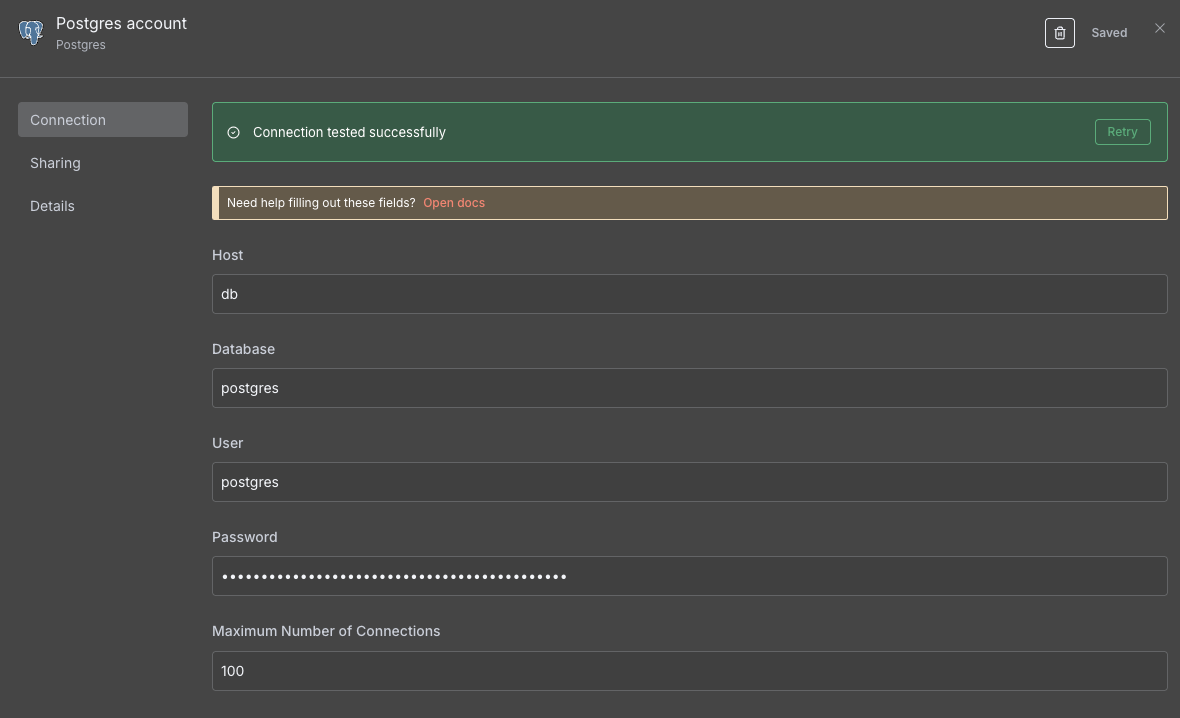 Postgres account
Postgres
Saved
Connection
Sharing
Details
Connection tested successfully
Retry
Need help filling out these fields? Open docs
Host
db
Database
postgres
User
postgres
Password
••••••••••••••••••••••••••••••••••••••••••••
Maximum Number of Connections
100